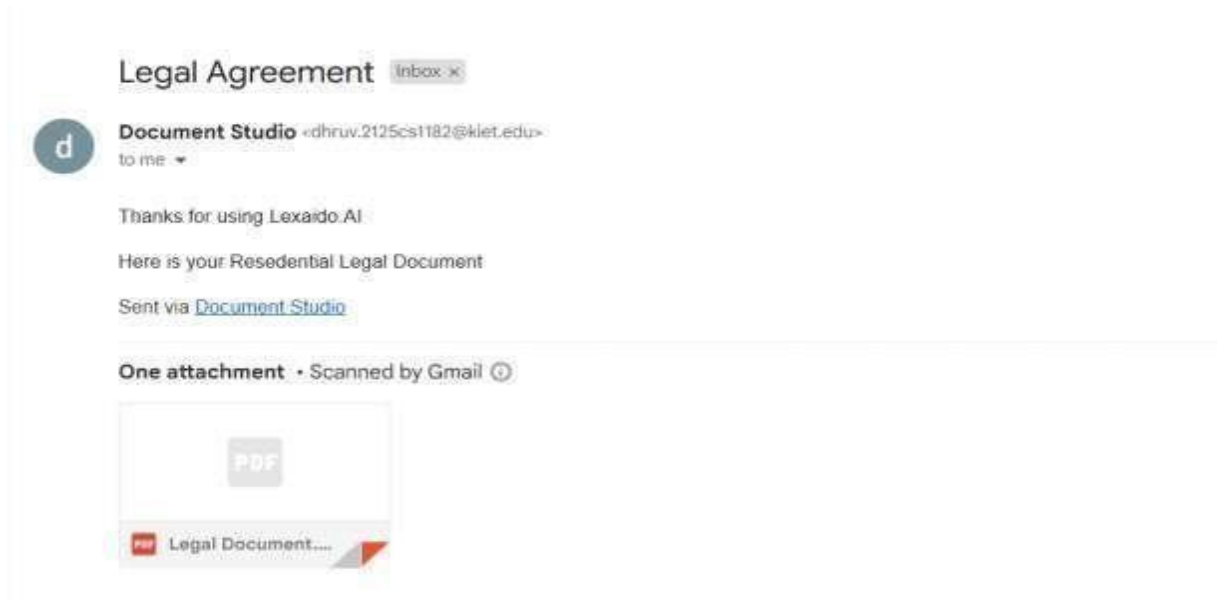 Legal Agreement Inbox ×
d
Document Studio <dhruv.2125cs1182@kiet.edu>
to me
Thanks for using Lexaido.AI
Here is your Resedential Legal Document
Sent via Document Studio
One attachment • Scanned by Gmail
PDF
PDF Legal Document....